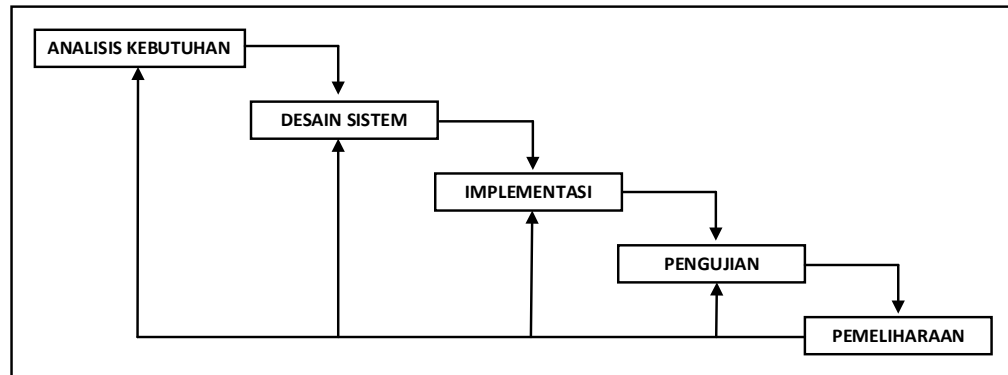 ANALISIS KEBUTUHAN
DESAIN SISTEM
IMPLEMENTASI
PENGUJIAN
PEMELIHARAAN